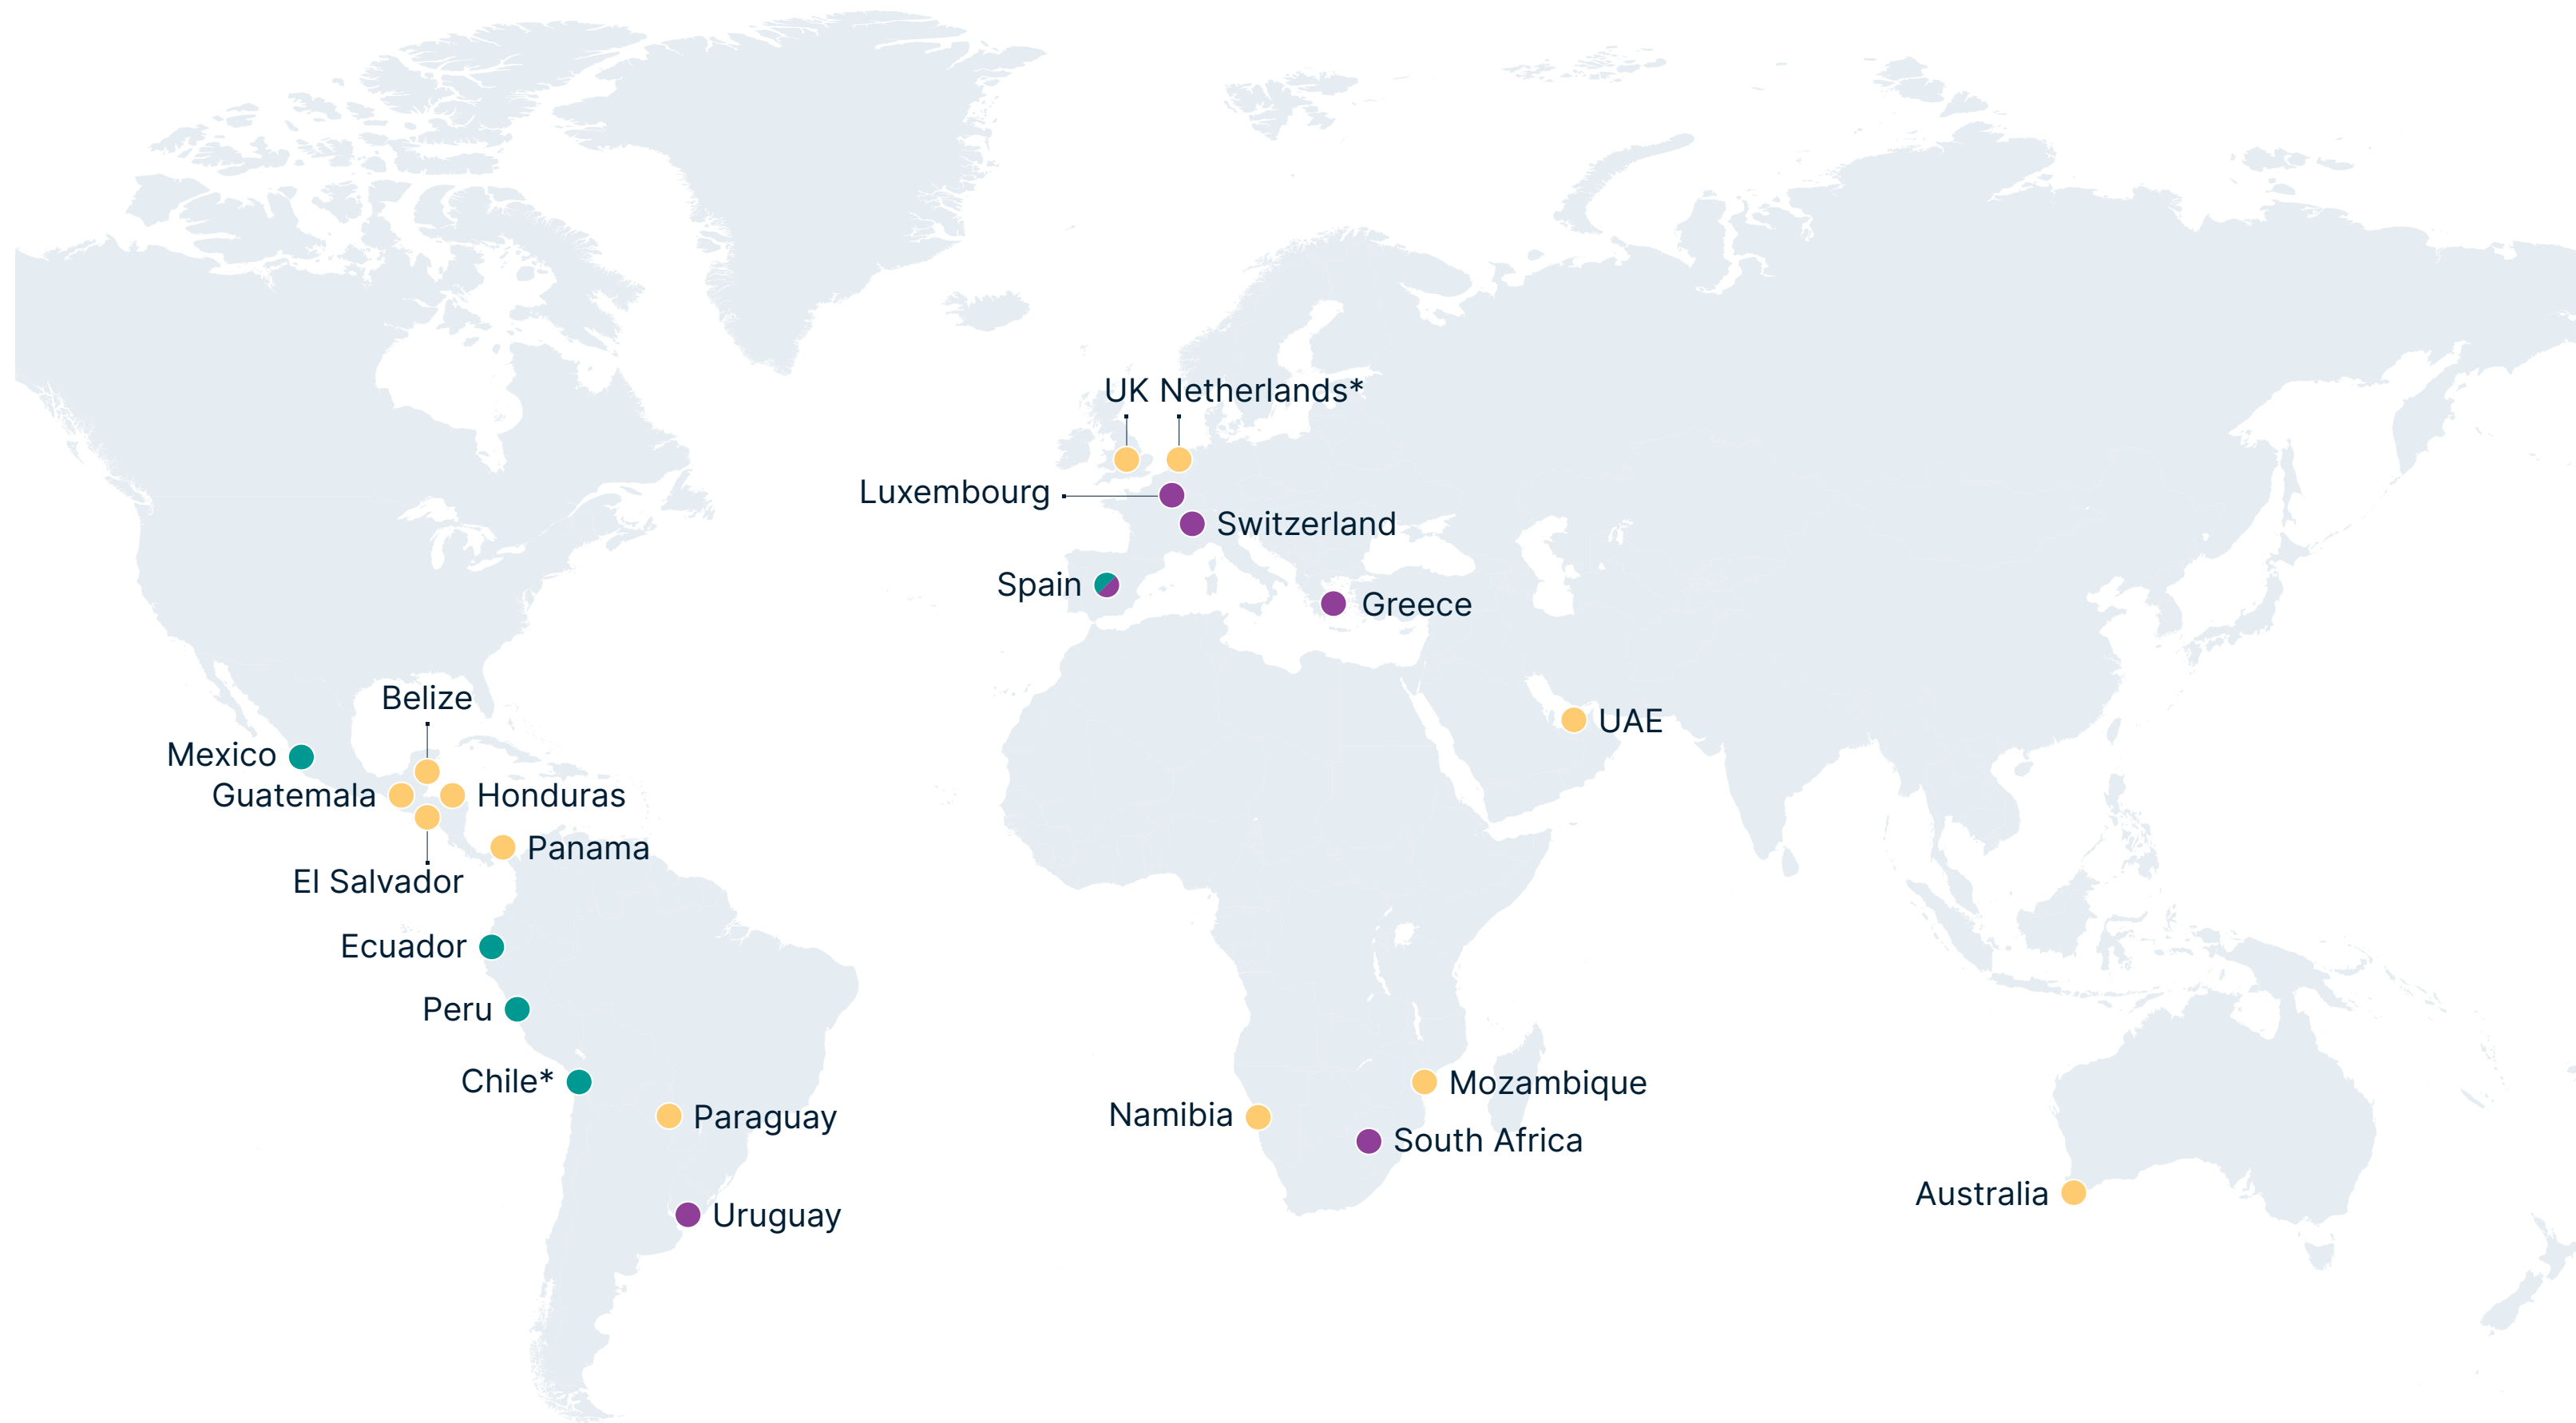 UK Netherlands*
Luxembourg
Switzerland
Spain
Greece
Belize
UAE
Mexico
Guatemala
Honduras
Panama
El Salvador
Ecuador
Peru
Chile*
Mozambique
Paraguay
Namibia
South Africa
Australia
Uruguay